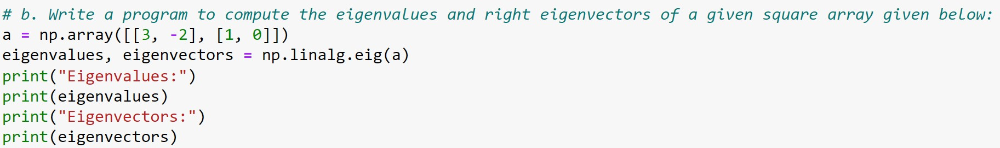 # b. Write a program to compute the eigenvalues and right eigenvectors of a given square array given below:
a = np.array([[3, -2], [1, 0]])
eigenvalues, eigenvectors = np.linalg.eig(a)
print("Eigenvalues:")
print(eigenvalues)
print("Eigenvectors:")
print(eigenvectors)